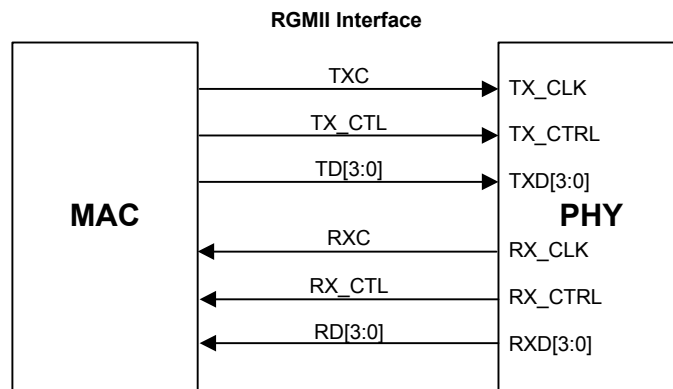 RGMII Interface
TXC
TX_CLK
TX_CTL
TX_CTRL
TD[3:0]
TXD[3:0]
MAC
PHY
RXC
RX_CLK
RX_CTL
RX_CTRL
RD[3:0]
RXD[3:0]